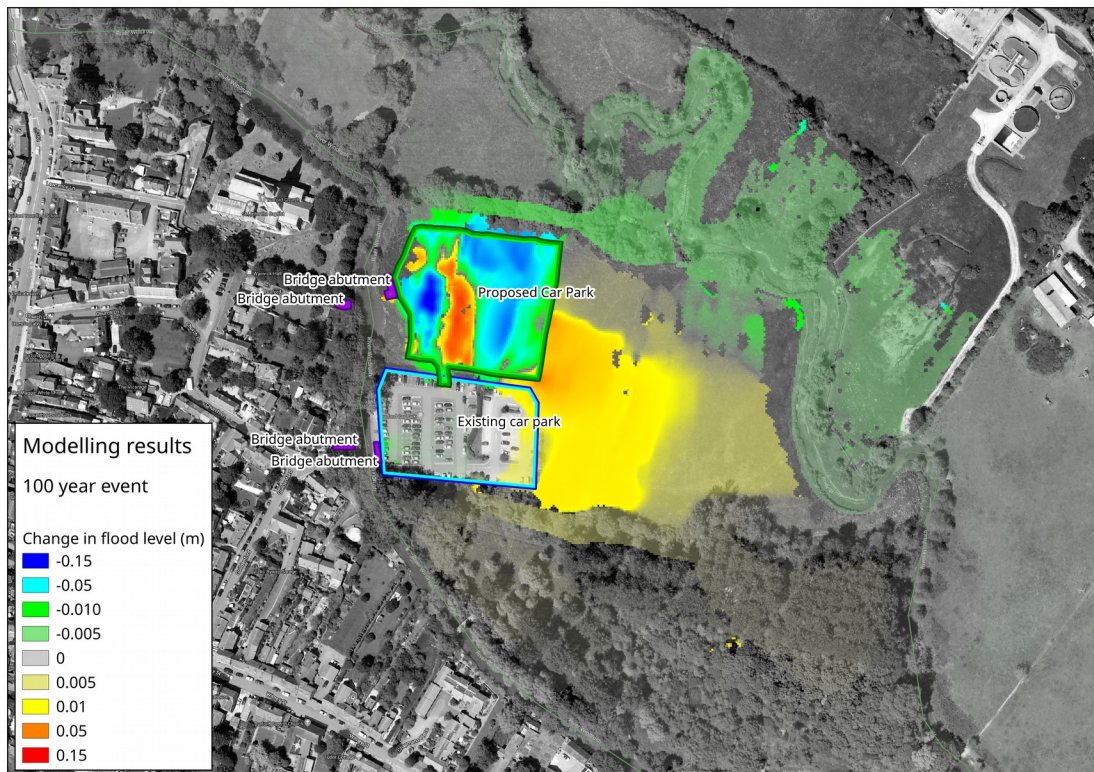 Bridge abutment
Bridge abutment
Proposed Car Park
Existing car park
Bridge abutment
Bridge abutment
Modelling results
100 year event
Change in flood level (m)
-0.15
-0.05
-0.010
-0.005
0
0.005
0.01
0.05
0.15